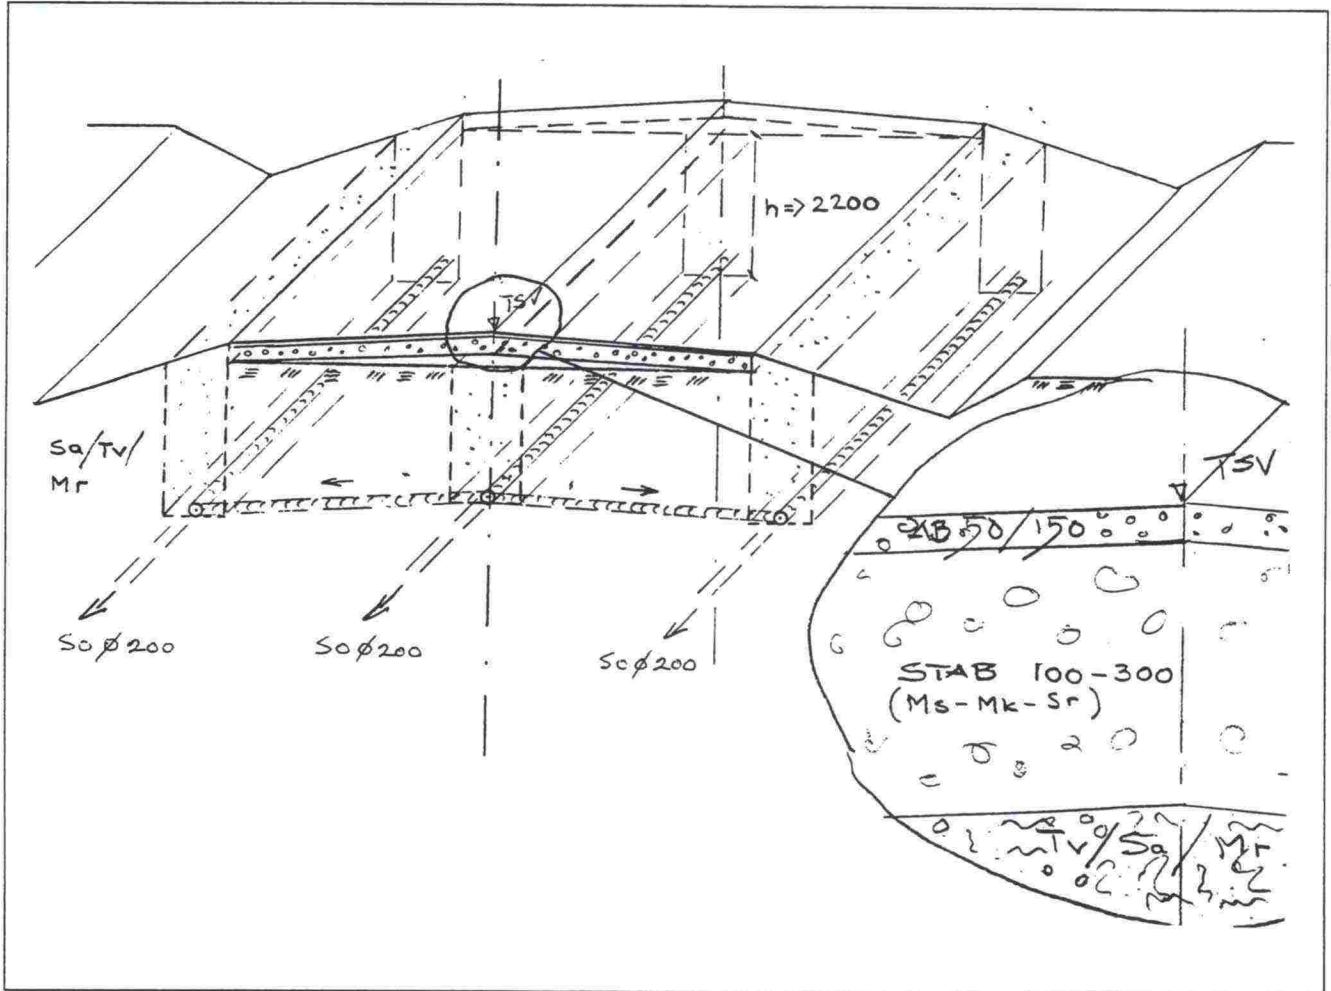 h=>2200
TSV
Sa/Tv/
Mr
TSV
AB 50/150
So Ø 200
So Ø 200
So Ø 200
STAB 100-300
(Ms-Mk-Sr)
Tv/Sa/Mr